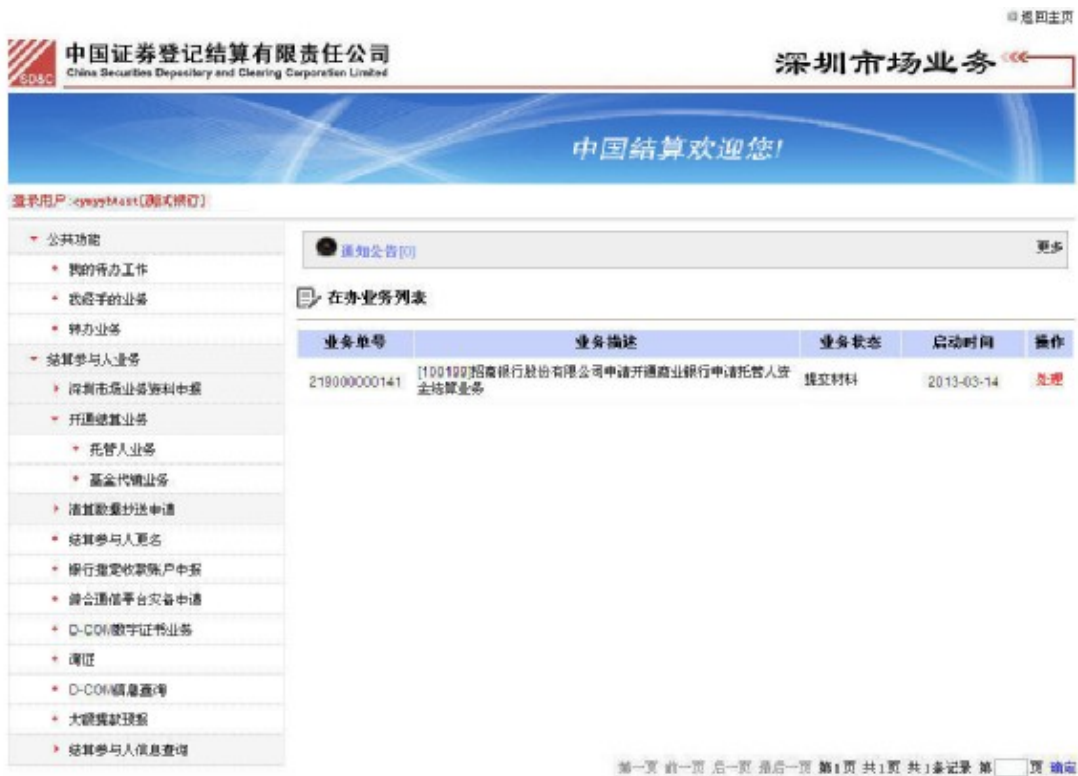 返回主页
中国证券登记结算有限责任公司
China Securities Depository and Clearing Corporation Limited
SD&C
深圳市场业务
中国结算欢迎您!
登录用户
公共功能
我的待办工作
我经手的业务
转办业务
结算参与人业务
深圳市场业务资料申报
开通结算业务
托管人业务
基金代销业务
清算数据抄送申请
结算参与人更名
银行指定收款账户申报
综合通信平台灾备申请
D-COM数字证书业务
询证
D-COM信息查询
大额提款预报
结算参与人信息查询
通知公告[0]
更多
在办业务列表
业务单号 业务描述 业务状态 启动时间 操作
219000000141 [100199]招商银行股份有限公司申请开通商业银行申请托管人资金结算业务 提交材料 2013-03-14 处理
第一页 前一页 后一页 最后一页 第1页 共1页 共1条记录 第 页 确定